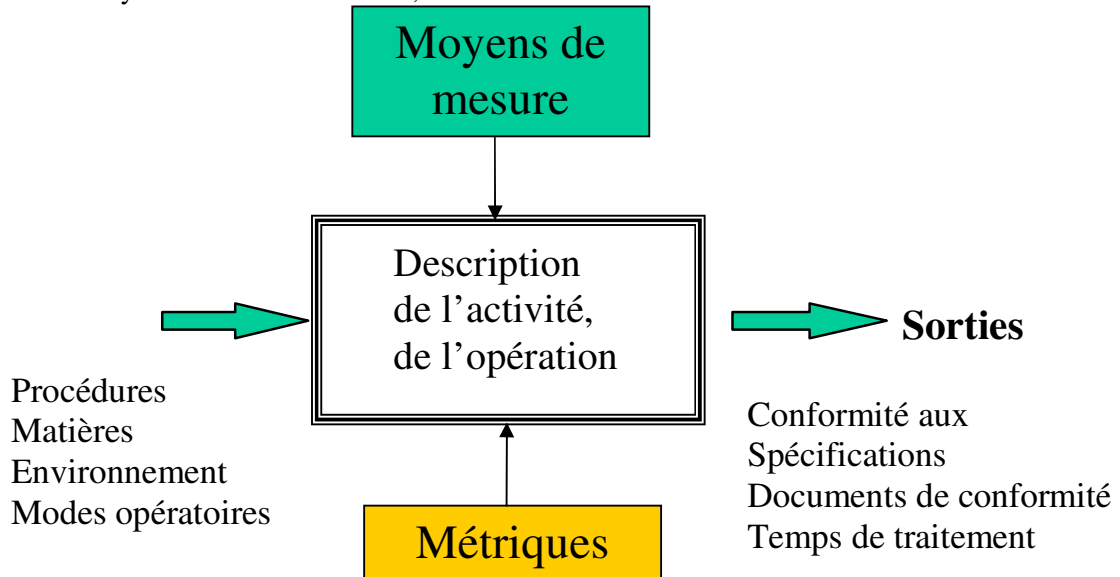 Moyens de
mesure
Description
de l’activité,
de l’opération
Sorties
Procédures
Matières
Environnement
Modes opératoires
Conformité aux
Spécifications
Documents de conformité
Temps de traitement
Métriques